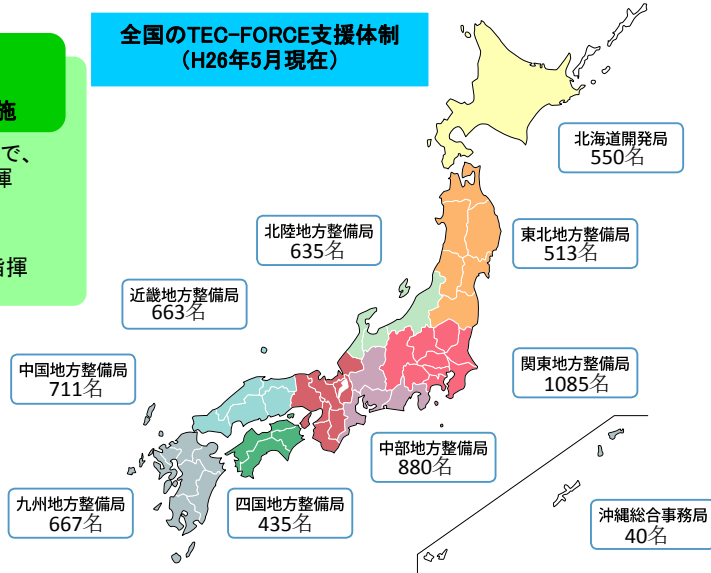 全国のTEC-FORCE支援体制
（H26年5月現在）
施
で、
揮
指揮
北海道開発局
550名
北陸地方整備局
635名
東北地方整備局
513名
近畿地方整備局
663名
中国地方整備局
711名
関東地方整備局
1085名
中部地方整備局
880名
九州地方整備局
667名
四国地方整備局
435名
沖縄総合事務局
40名